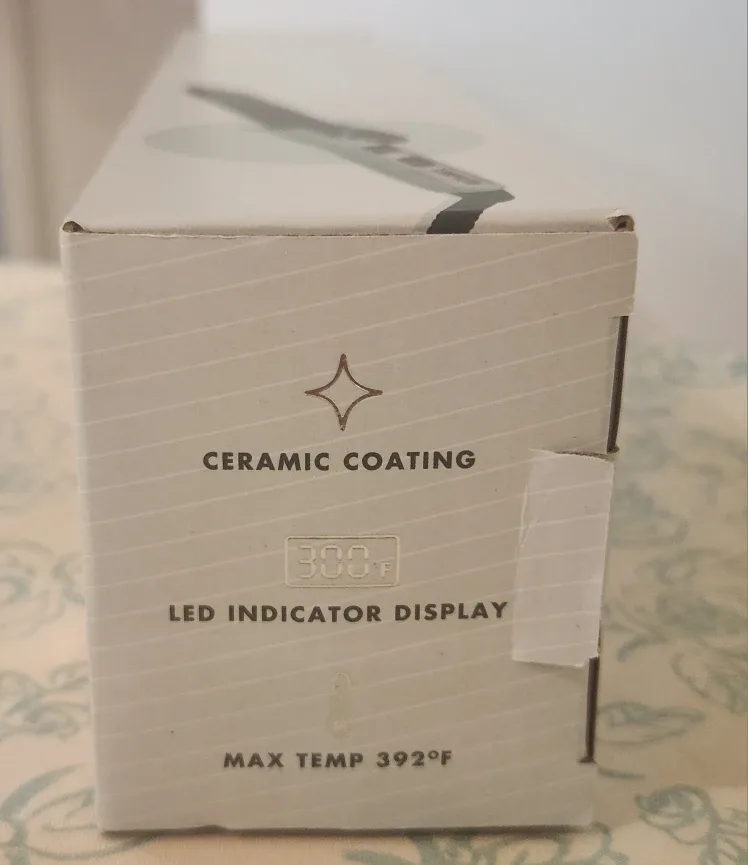 CERAMIC COATING
300°F
LED INDICATOR DISPLAY
MAX TEMP 392°F